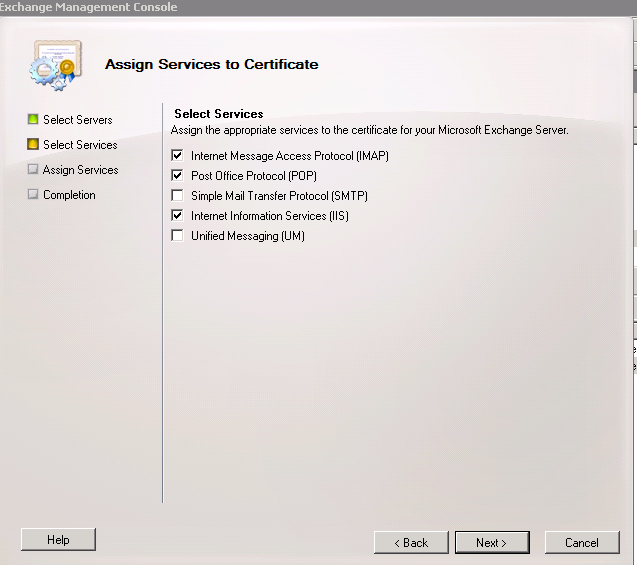 Exchange Management Console
Assign Services to Certificate
Select Servers
Select Services
Assign Services
Completion
Select Services
Assign the appropriate services to the certificate for your Microsoft Exchange Server.
Internet Message Access Protocol (IMAP)
Post Office Protocol (POP)
Simple Mail Transfer Protocol (SMTP)
Internet Information Services (IIS)
Unified Messaging (UM)
Help
< Back
Next >
Cancel